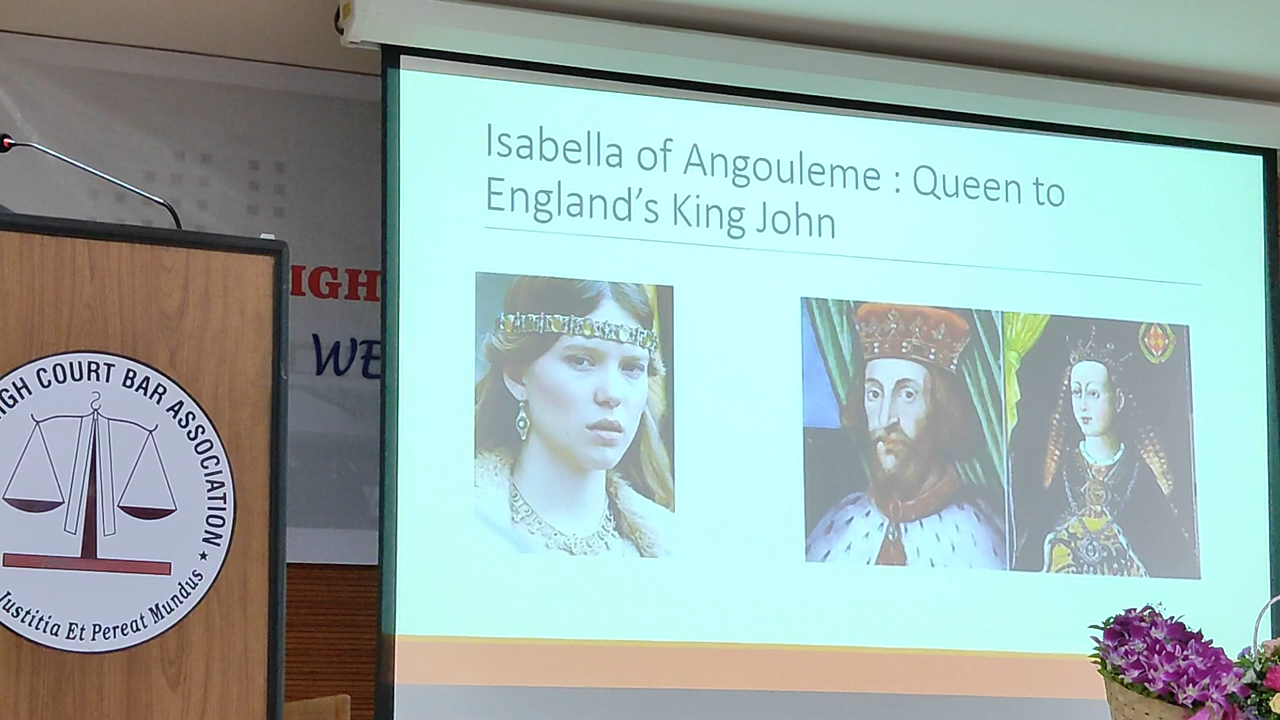 Isabella of Angouleme : Queen to
England's King John
IGH
WE
IGH COURT BAR ASSOCIATION ★
Justitia Et Pereat Mundus